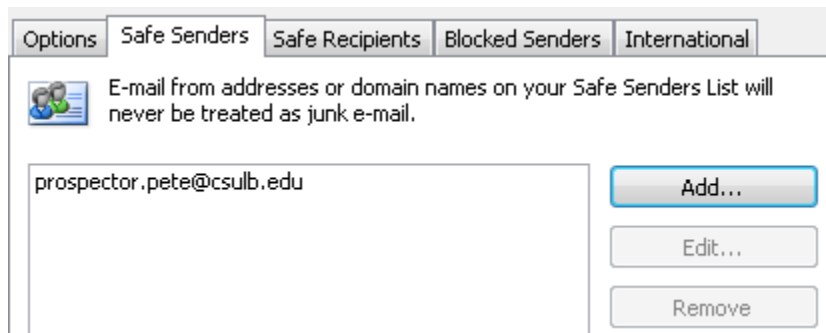 Options Safe Senders Safe Recipients Blocked Senders International
E-mail from addresses or domain names on your Safe Senders List will
never be treated as junk e-mail.
prospector.pete@csulb.edu
Add...
Edit...
Remove